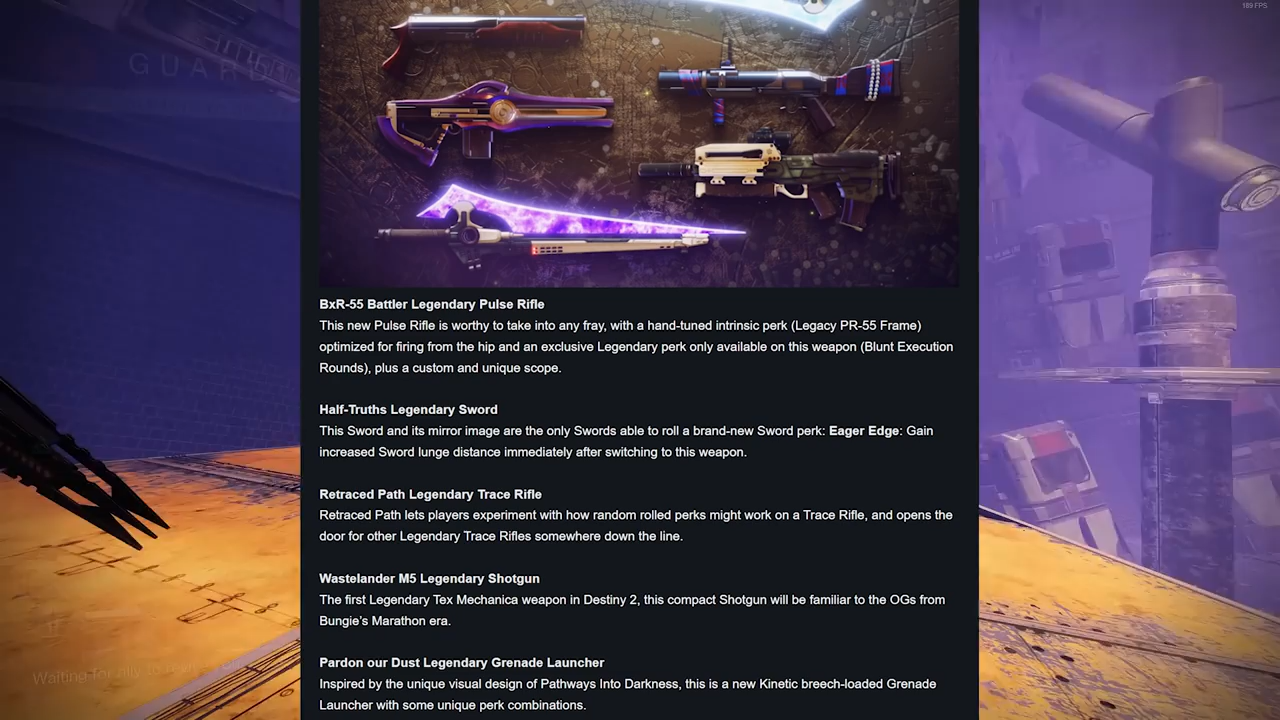 189 FPS
GUARD
BxR-55 Battler Legendary Pulse Rifle
This new Pulse Rifle is worthy to take into any fray, with a hand-tuned intrinsic perk (Legacy PR-55 Frame)
optimized for firing from the hip and an exclusive Legendary perk only available on this weapon (Blunt Execution
Rounds), plus a custom and unique scope.
Half-Truths Legendary Sword
This Sword and its mirror image are the only Swords able to roll a brand-new Sword perk: Eager Edge: Gain
increased Sword lunge distance immediately after switching to this weapon.
Retraced Path Legendary Trace Rifle
Retraced Path lets players experiment with how random rolled perks might work on a Trace Rifle, and opens the
door for other Legendary Trace Rifles somewhere down the line.
Wastelander M5 Legendary Shotgun
The first Legendary Tex Mechanica weapon in Destiny 2, this compact Shotgun will be familiar to the OGs from
Bungie’s Marathon era.
Waiting for ally to
Pardon our Dust Legendary Grenade Launcher
Inspired by the unique visual design of Pathways Into Darkness, this is a new Kinetic breech-loaded Grenade
Launcher with some unique perk combinations.